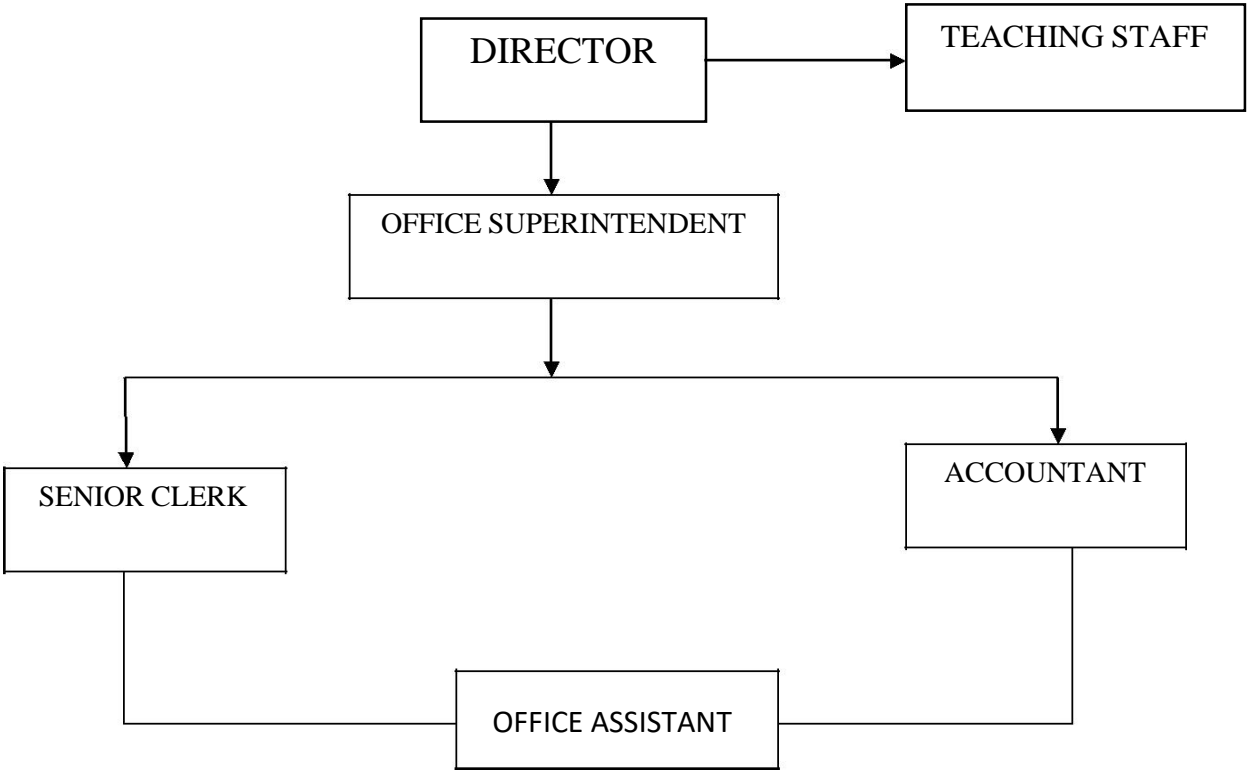 DIRECTOR
TEACHING STAFF
OFFICE SUPERINTENDENT
SENIOR CLERK
ACCOUNTANT
OFFICE ASSISTANT